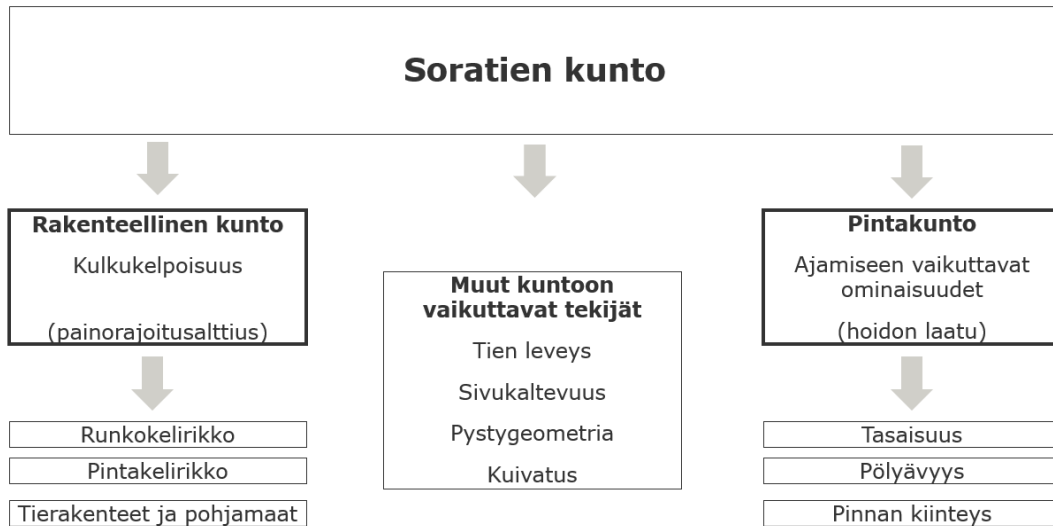 Soratien kunto
Rakenteellinen kunto
Kulkukelpoisuus
(painorajoitusalttius)
Runkokelirikko
Pintakelirikko
Tierakenteet ja pohjamaat
Muut kuntoon
vaikuttavat tekijät
Tien leveys
Sivukaltevuus
Pystygeometria
Kuivatus
Pintakunto
Ajamiseen vaikuttavat
ominaisuudet
(hoidon laatu)
Tasaisuus
Pölyävyys
Pinnan kiinteys